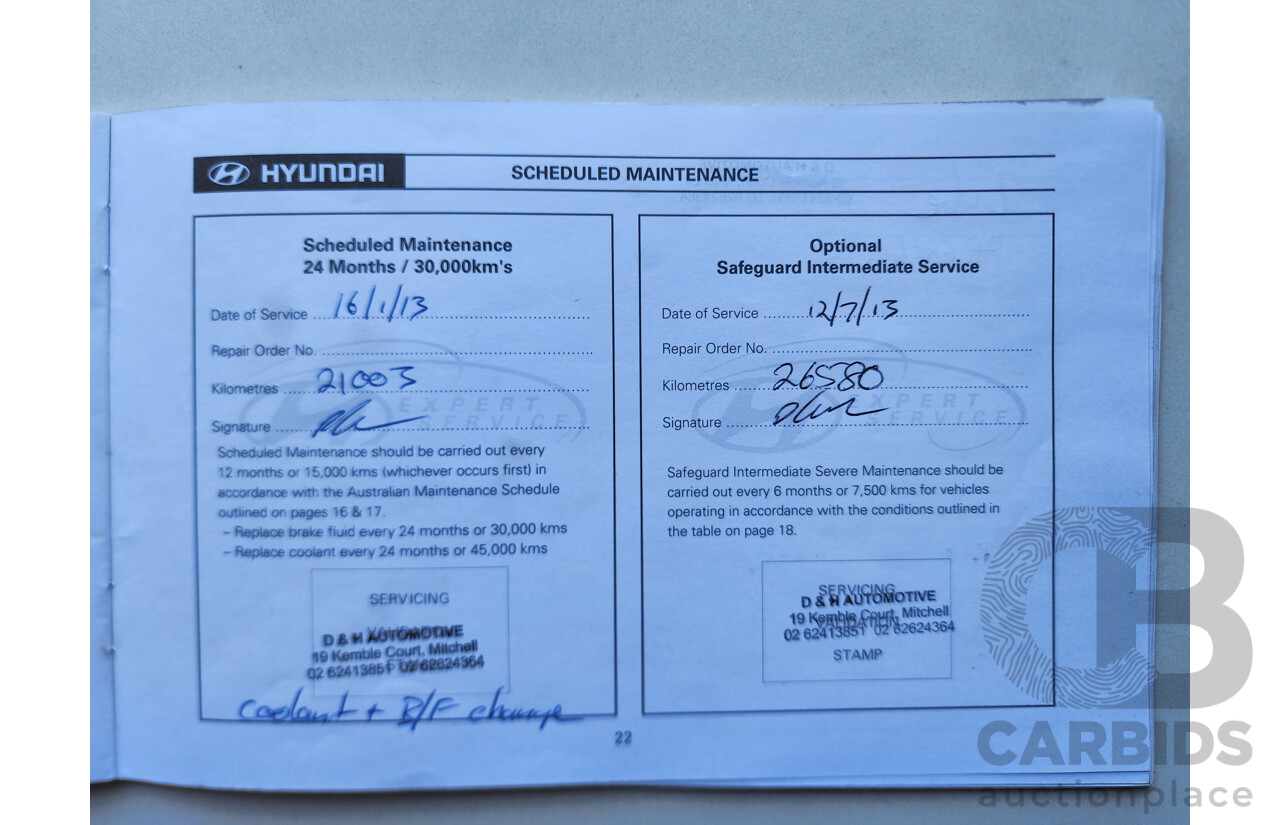 HYUNDAI
SCHEDULED MAINTENANCE
Scheduled Maintenance
24 Months / 30,000km's
Date of Service 16/1/13
Repair Order No.
Kilometres 21003
Signature
EXPERT
SERVICE
Scheduled Maintenance should be carried out every
12 months or 15,000 kms (whichever occurs first) in
accordance with the Australian Maintenance Schedule
outlined on pages 16 & 17.
– Replace brake fluid every 24 months or 30,000 kms
– Replace coolant every 24 months or 45,000 kms
SERVICING
D & H AUTOMOTIVE
19 Kemble Court, Mitchell
02 62413851 02 62624364
Coolant + B/F change
Optional
Safeguard Intermediate Service
Date of Service 12/7/13
Repair Order No.
Kilometres 26580
Signature
EXPERT
SERVICE
Safeguard Intermediate Severe Maintenance should be
carried out every 6 months or 7,500 kms for vehicles
operating in accordance with the conditions outlined in
the table on page 18.
SERVICING
D & H AUTOMOTIVE
19 Kemble Court, Mitchell
VALIDATION
02 62413851 02 62624364
STAMP
22
CB
CARBIDS
auctionplace